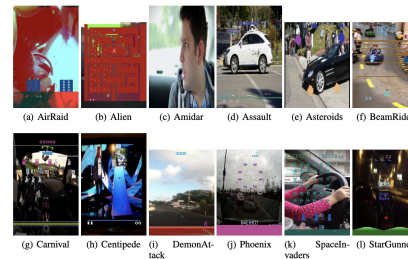 (a) AirRaid
(b) Alien
(c) Amidar
(d) Assault
(e) Asteroids
(f) BeamRide
(g) Carnival
(h) Centipede
(i) DemonAt-
tack
(j) Phoenix
(k) SpaceIn-
vaders
(l) StarGunne